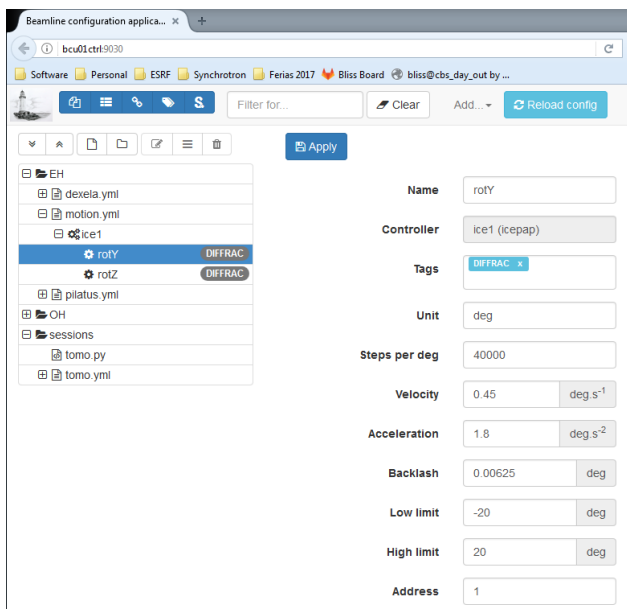 Beamline configuration applica... × +
bcu01ctrl:9030
Software Personal ESRF Synchrotron Ferias 2017 Bliss Board bliss@cbs_day_out by ...
Filter for... Clear Add... Reload config
Apply
EH
dexela.yml
motion.yml
ice1
rotY DIFFRAC
rotZ DIFFRAC
pilatus.yml
OH
sessions
tomo.py
tomo.yml
Name rotY
Controller ice1 (icepap)
Tags DIFFRAC x
Unit deg
Steps per deg 40000
Velocity 0.45 deg.s⁻¹
Acceleration 1.8 deg.s⁻²
Backlash 0.00625 deg
Low limit -20 deg
High limit 20 deg
Address 1